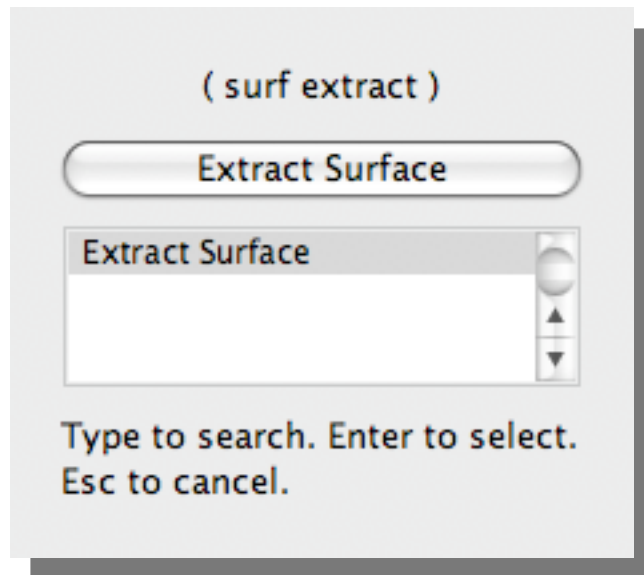 ( surf extract )
Extract Surface
Extract Surface
Type to search. Enter to select.
Esc to cancel.